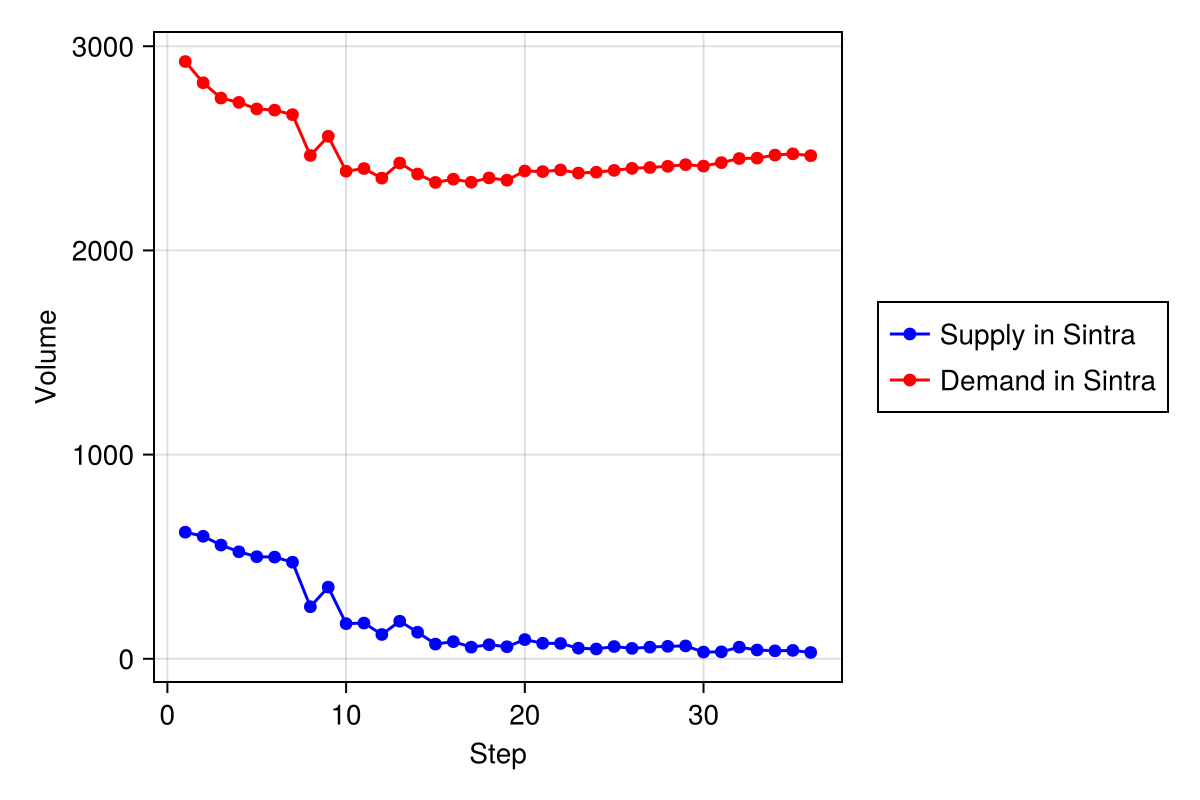 3000
2000
1000
0
Volume
0 10 20 30
Step
Supply in Sintra
Demand in Sintra